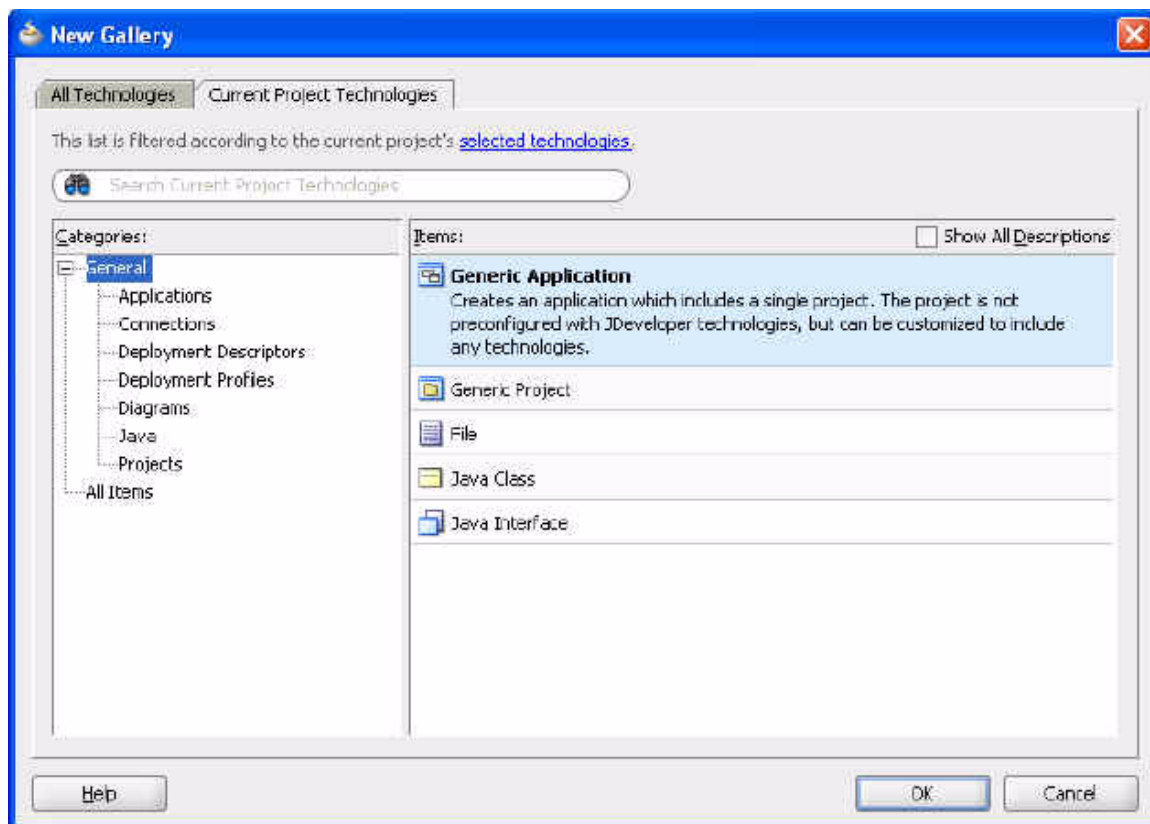 New Gallery
All Technologies
Current Project Technologies
This list is filtered according to the current project's selected technologies.
Search Current Project Technologies
Categories:
General
Applications
Connections
Deployment Descriptors
Deployment Profiles
Diagrams
Java
Projects
All Items
Items:
Show All Descriptions
Generic Application
Creates an application which includes a single project. The project is not
preconfigured with JDeveloper technologies, but can be customized to include
any technologies.
Generic Project
File
Java Class
Java Interface
Help
OK
Cancel